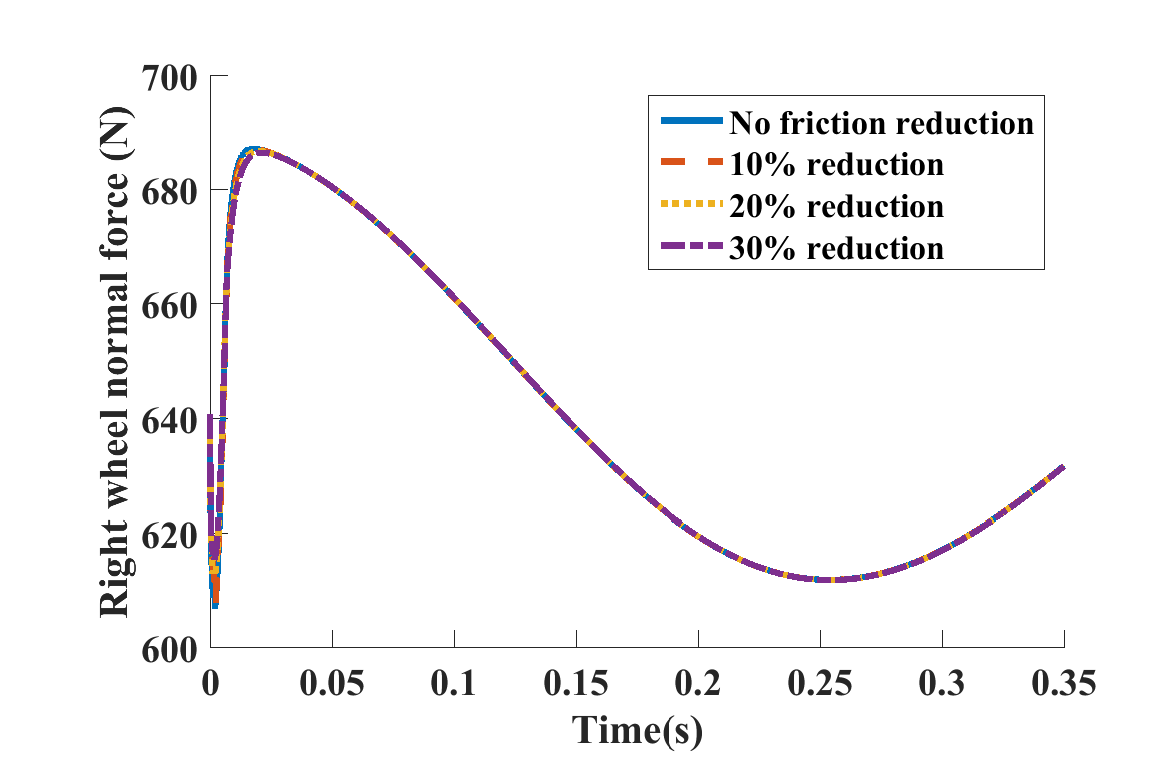 Right wheel normal force (N)
700
680
660
640
620
600
No friction reduction
10% reduction
20% reduction
30% reduction
0 0.05 0.1 0.15 0.2 0.25 0.3 0.35
Time(s)